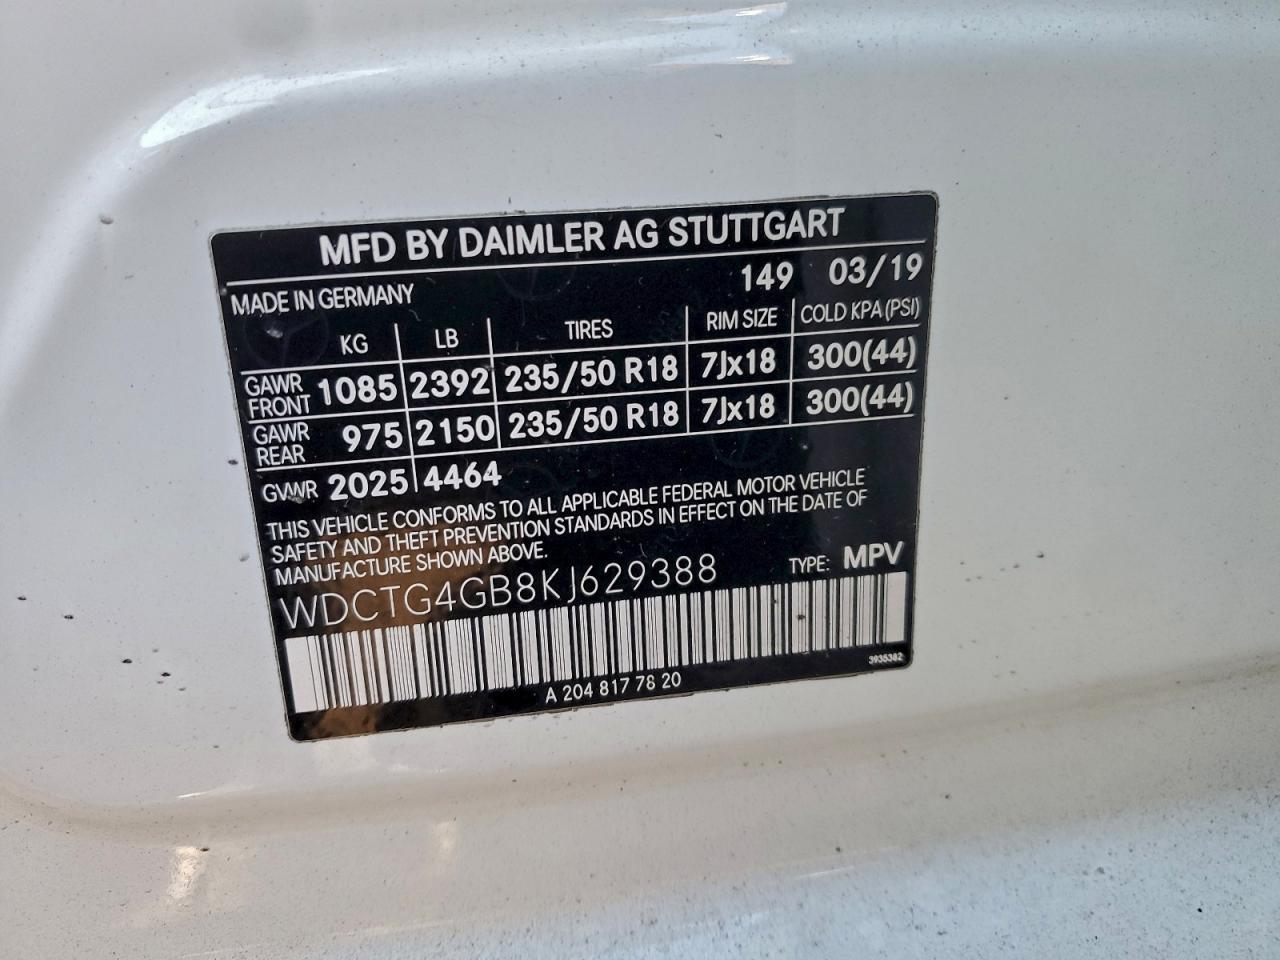 MFD BY DAIMLER AG STUTTGART
149 03/19
MADE IN GERMANY
KG LB TIRES RIM SIZE COLD KPA (PSI)
GAWR FRONT 1085 2392 235/50 R18 7Jx18 300(44)
GAWR REAR 975 2150 235/50 R18 7Jx18 300(44)
GVWR 2025 4464
THIS VEHICLE CONFORMS TO ALL APPLICABLE FEDERAL MOTOR VEHICLE
SAFETY AND THEFT PREVENTION STANDARDS IN EFFECT ON THE DATE OF
MANUFACTURE SHOWN ABOVE.
TYPE: MPV
WDCTG4GB8KJ629388
3935382
A 204 817 78 20